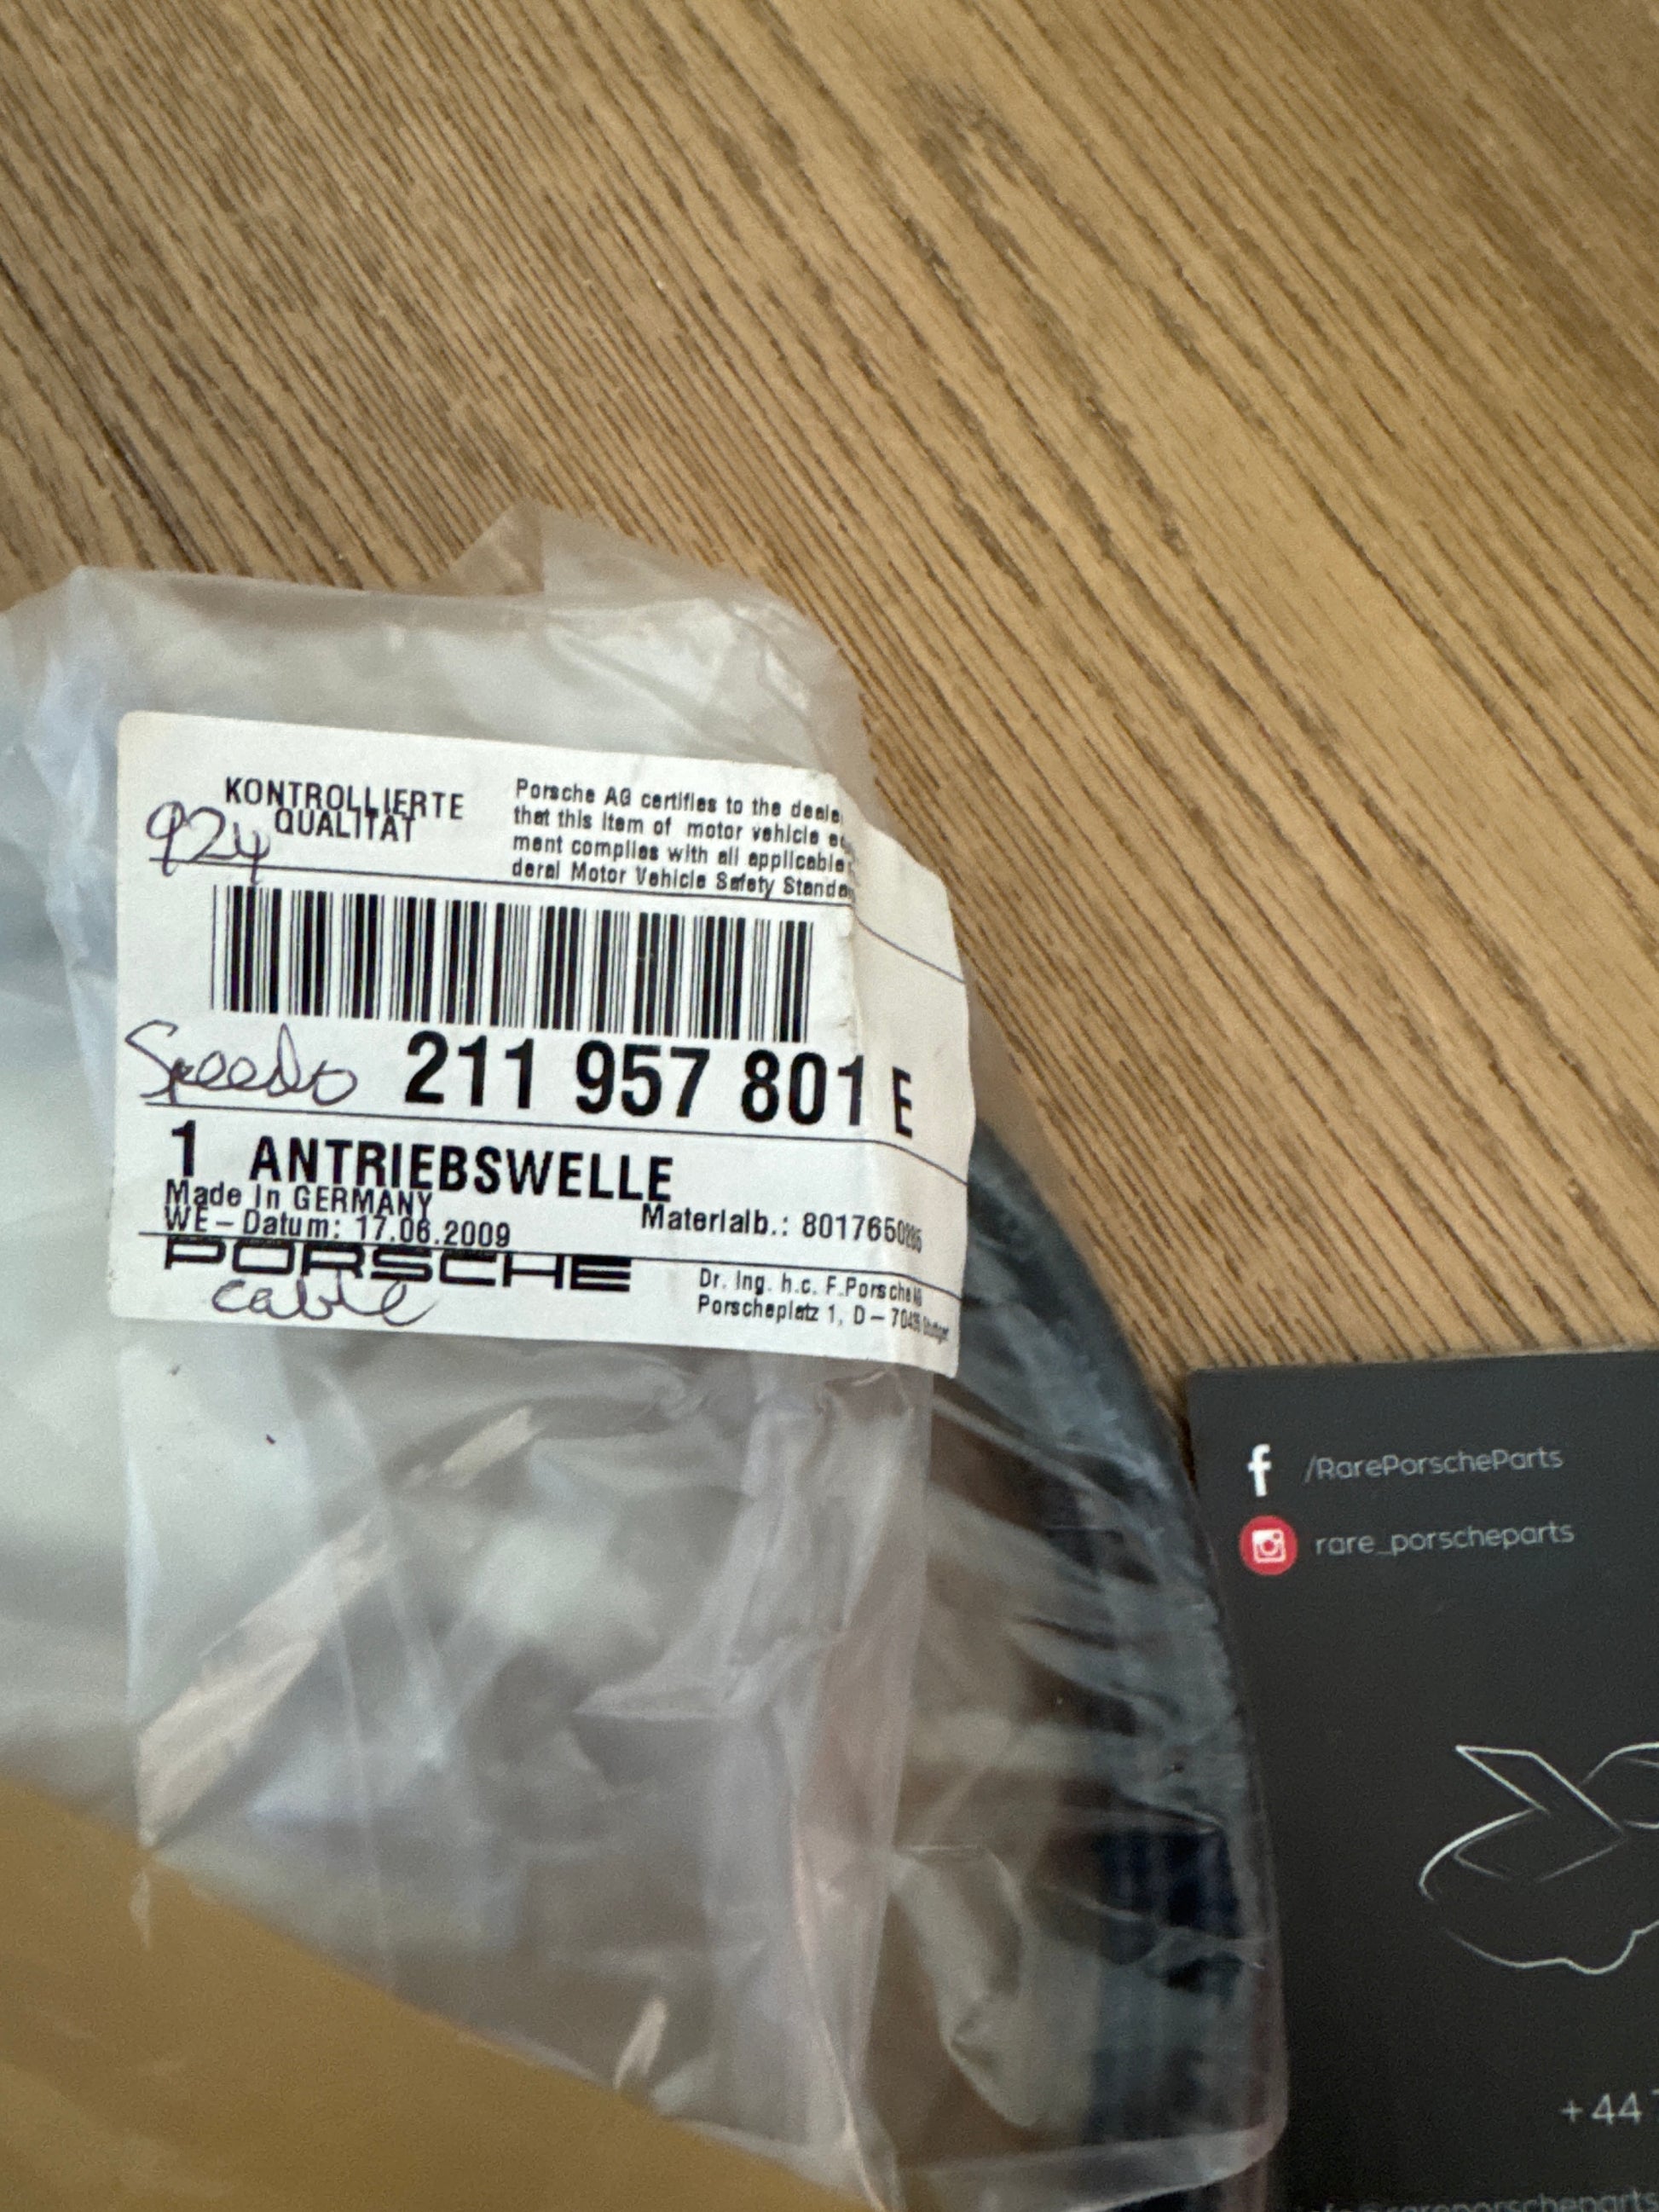 KONTROLLIERTE
QUALITÄT
924
Porsche AG certifies to the deale
that this item of motor vehicle
ment complies with all applicable
deral Motor Vehicle Safety Standa
Speedo 211 957 801 E
1 ANTRIEBSWELLE
Made In GERMANY
WE-Datum: 17.06.2009
Materialb.:
PORSCHE
cable
Dr. Ing. h.c. F.Porsche AG
Porscheplatz 1, D-70435 Stuttgart
/RarePorscheParts
rare_porscheparts
+44